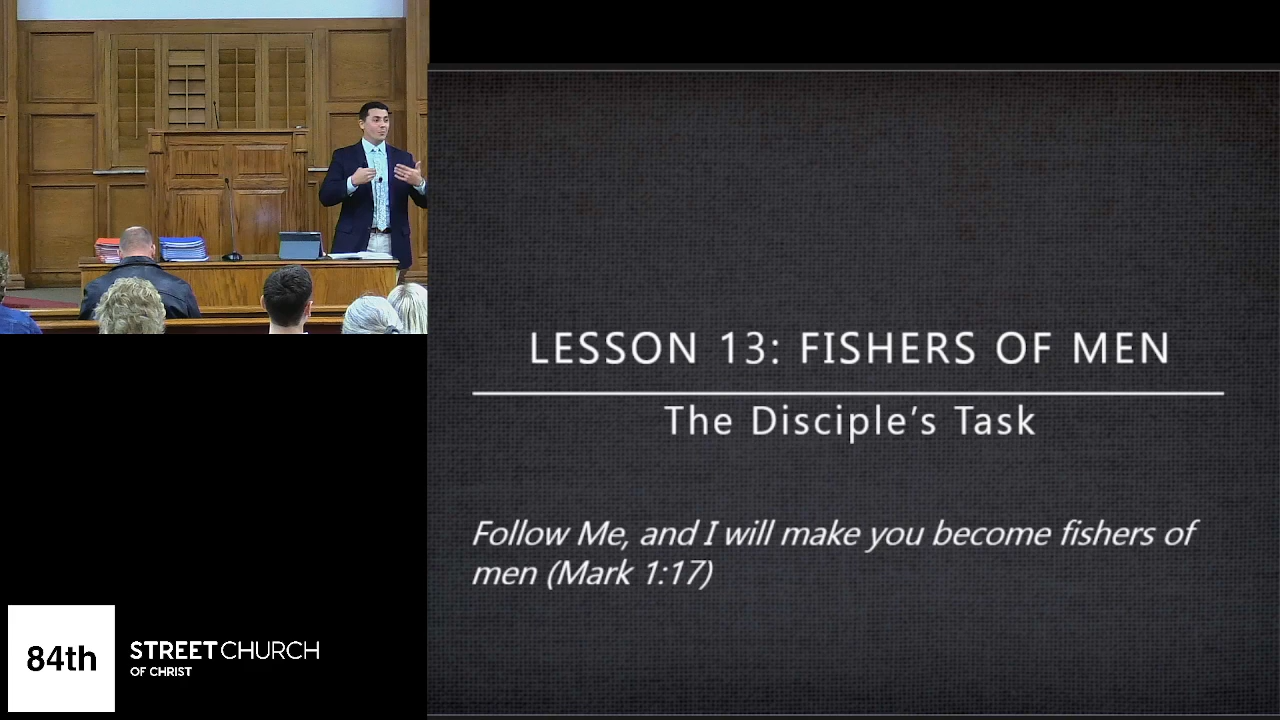 LESSON 13: FISHERS OF MEN
The Disciple’s Task
Follow Me, and I will make you become fishers of
men (Mark 1:17)
84th
STREET CHURCH
OF CHRIST